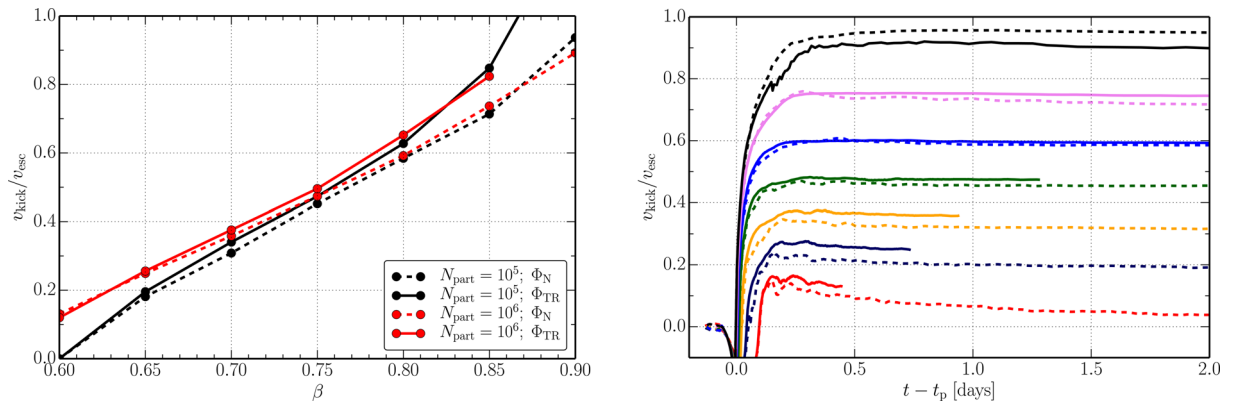 1.0
0.8
0.6
0.4
0.2
0.0
v_kick/v_esc
0.60 0.65 0.70 0.75 0.80 0.85 0.90
β
N_part = 10^5; Φ_N
N_part = 10^5; Φ_TR
N_part = 10^6; Φ_N
N_part = 10^6; Φ_TR
1.0
0.8
0.6
0.4
0.2
0.0
v_kick/v_esc
0.0 0.5 1.0 1.5 2.0
t − t_p [days]